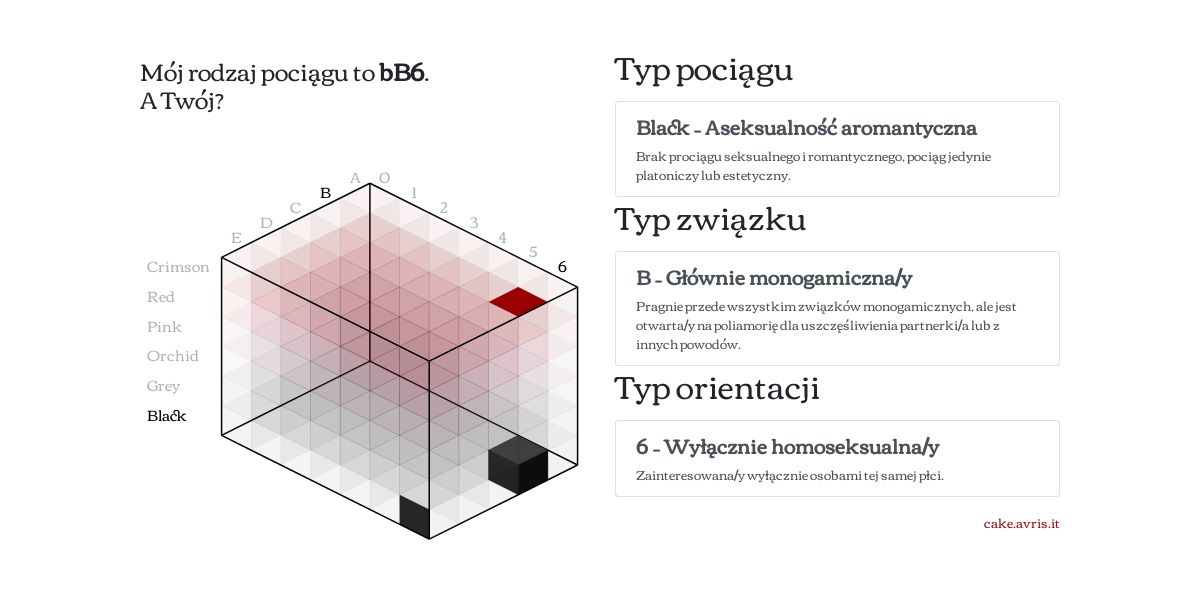 Mój rodzaj pociągu to bB6.
A Twój?
A O
B 1
C 2
D 3
E 4
5
6
Crimson
Red
Pink
Orchid
Grey
Black
Typ pociągu
Black – Aseksualność aromantyczna
Brak prociągu seksualnego i romantycznego, pociąg jedynie
platoniczy lub estetyczny.
Typ związku
B – Głównie monogamiczna/y
Pragnie przede wszystkim związków monogamicznych, ale jest
otwarta/y na poliamorię dla uszczęśliwienia partnerki/a lub z
innych powodów.
Typ orientacji
6 – Wyłącznie homoseksualna/y
Zainteresowana/y wyłącznie osobami tej samej płci.
cake.avris.it